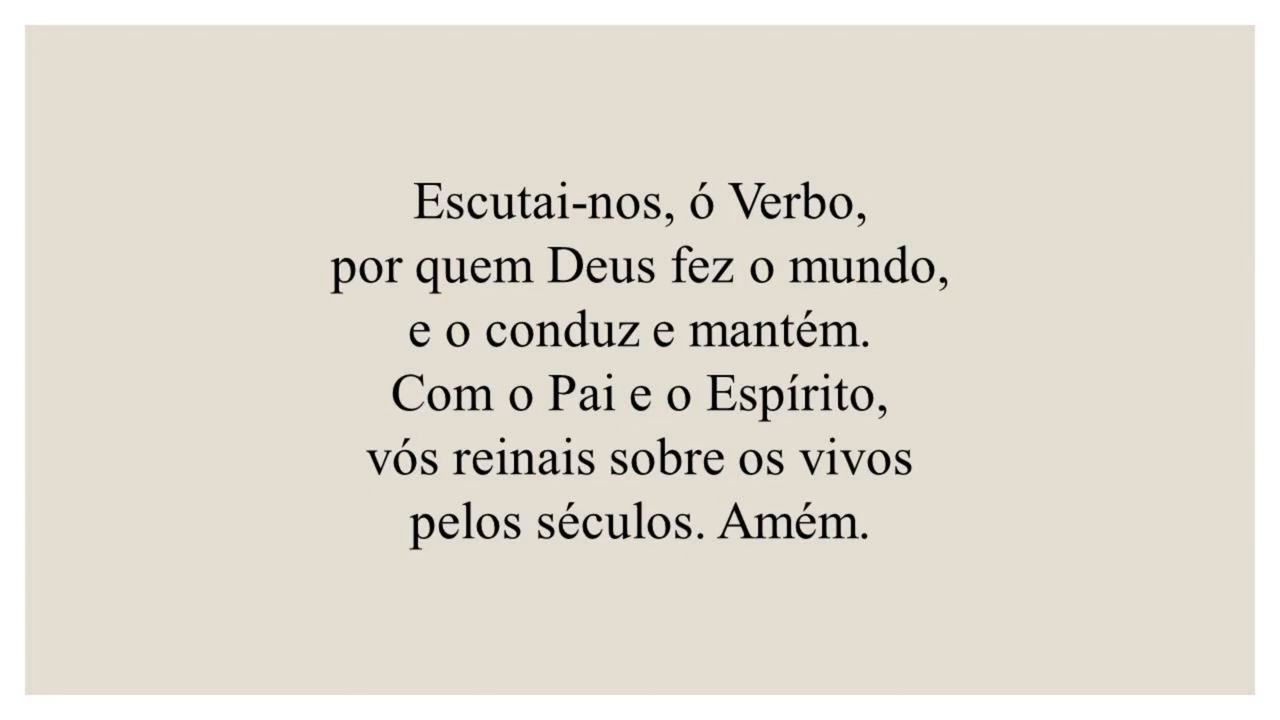 Escutai-nos, ó Verbo,
por quem Deus fez o mundo,
e o conduz e mantém.
Com o Pai e o Espírito,
vós reinais sobre os vivos
pelos séculos. Amém.